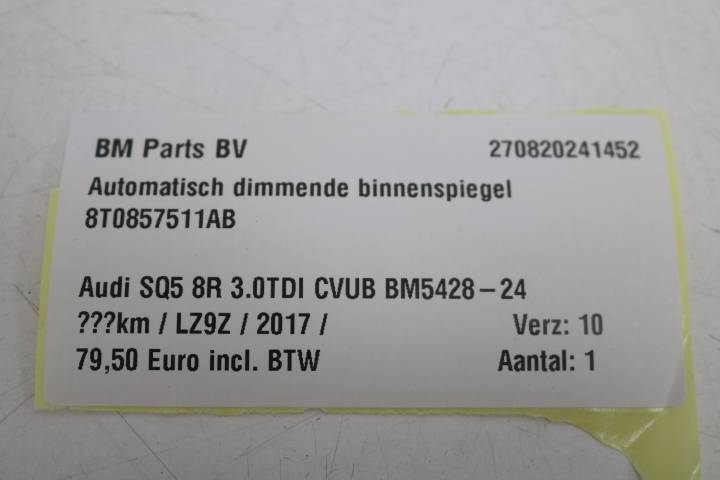 BM Parts BV 270820241452
Automatisch dimmende binnenspiegel
8T0857511AB
Audi SQ5 8R 3.0TDI CVUB BM5428-24
???km / LZ9Z / 2017 / Verz: 10
79,50 Euro incl. BTW Aantal: 1